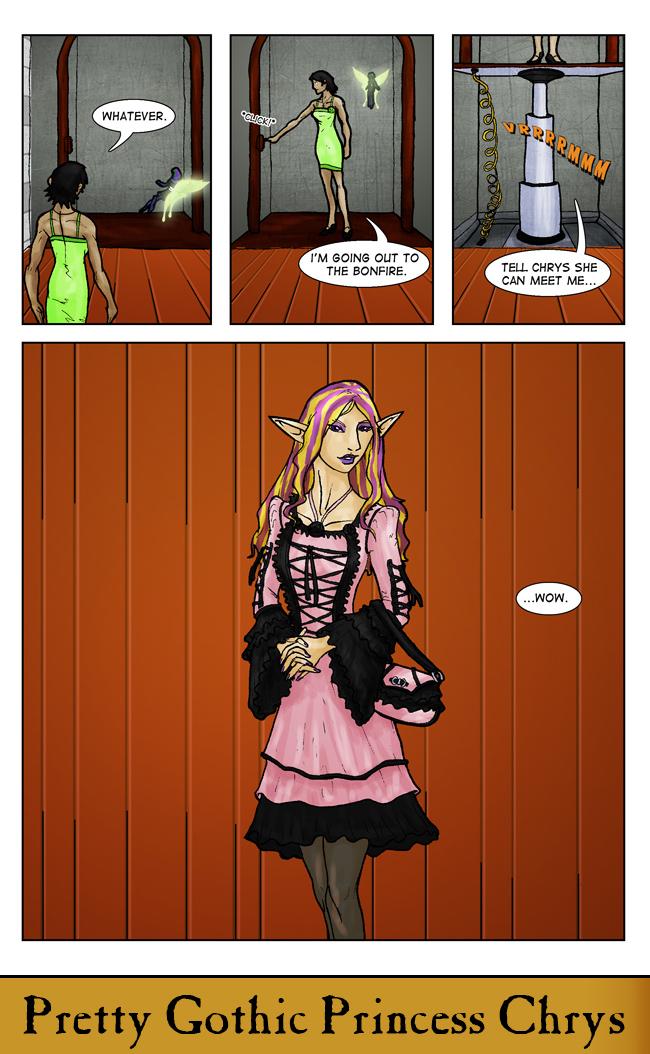 WHATEVER.
*CLICK!*
I'M GOING OUT TO
THE BONFIRE.
VRRRRMMM
TELL CHRYS SHE
CAN MEET ME...
...WOW.
Pretty Gothic Princess Chrys